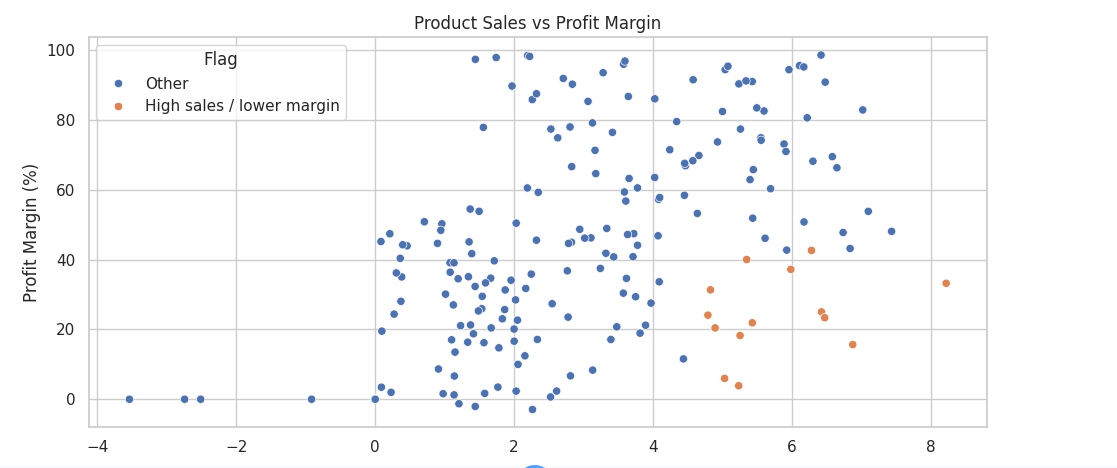 Product Sales vs Profit Margin
Flag
Other
High sales / lower margin
Profit Margin (%)
100
80
60
40
20
0
−4
−2
0
2
4
6
8